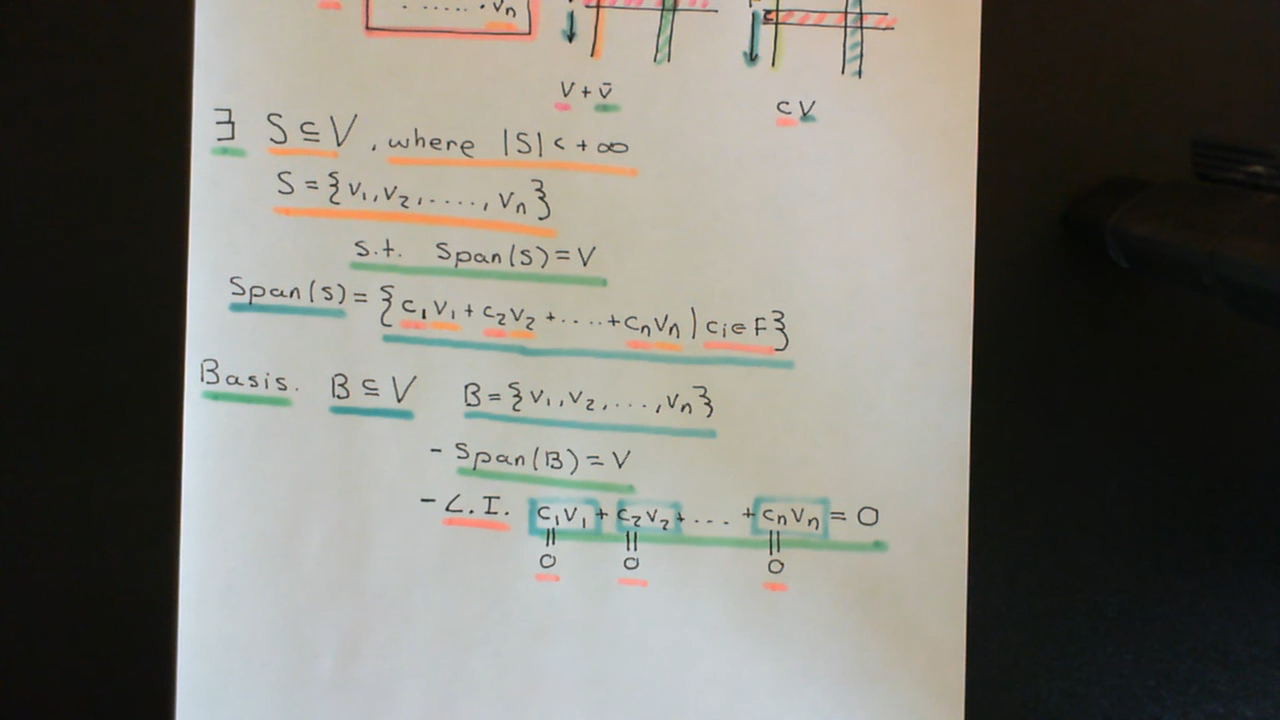 . . . . . . . vₙ
v + v̄
cv
∃ S ⊆ V , where |S| < + ∞
S = {v₁, v₂, . . . . , vₙ}
s.t. Span(S) = V
Span(S) = {c₁v₁ + c₂v₂ + . . . . + cₙvₙ | cᵢ ∈ F}
Basis. B ⊆ V B = {v₁, v₂, . . . , vₙ}
- Span(B) = V
- L.I. c₁v₁ + c₂v₂ + . . . + cₙvₙ = 0
|| || ||
0 0 0